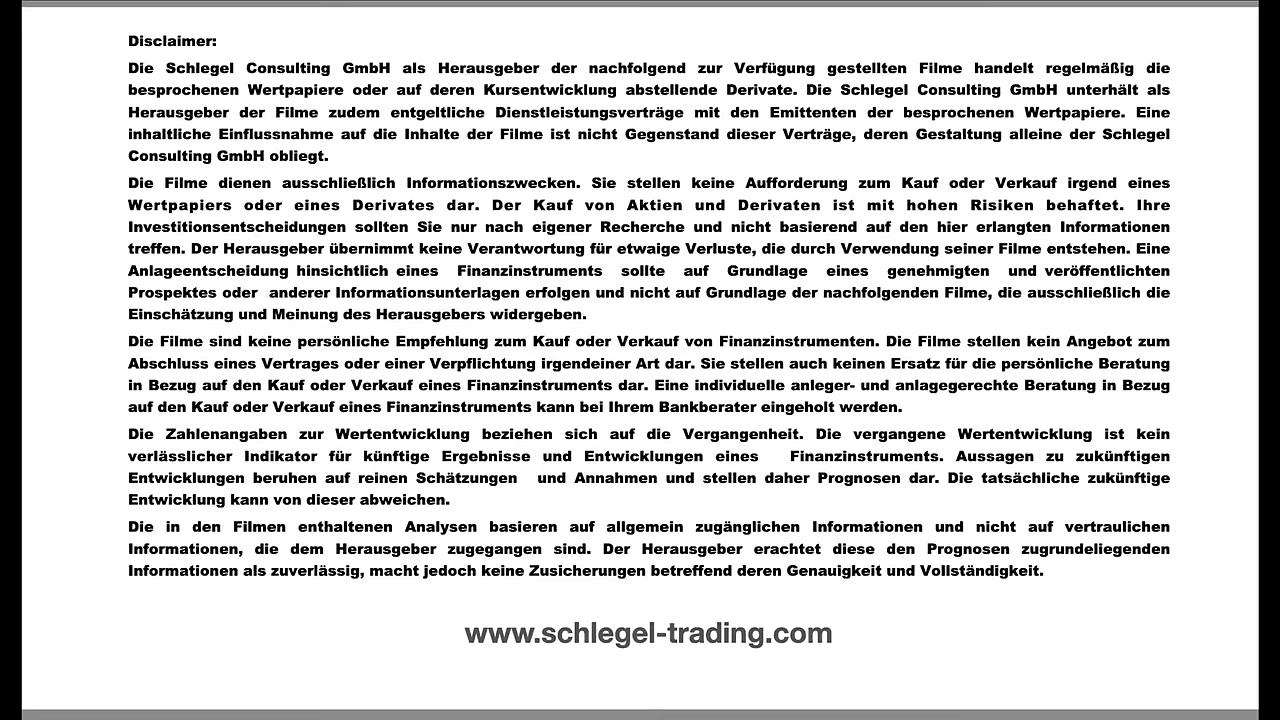 Disclaimer:
Die Schlegel Consulting GmbH als Herausgeber der nachfolgend zur Verfügung gestellten Filme handelt regelmäßig die
besprochenen Wertpapiere oder auf deren Kursentwicklung abstellende Derivate. Die Schlegel Consulting GmbH unterhält als
Herausgeber der Filme zudem entgeltliche Dienstleistungsverträge mit den Emittenten der besprochenen Wertpapiere. Eine
inhaltliche Einflussnahme auf die Inhalte der Filme ist nicht Gegenstand dieser Verträge, deren Gestaltung alleine der Schlegel
Consulting GmbH obliegt.
Die Filme dienen ausschließlich Informationszwecken. Sie stellen keine Aufforderung zum Kauf oder Verkauf irgend eines
Wertpapiers oder eines Derivates dar. Der Kauf von Aktien und Derivaten ist mit hohen Risiken behaftet. Ihre
Investitionsentscheidungen sollten Sie nur nach eigener Recherche und nicht basierend auf den hier erlangten Informationen
treffen. Der Herausgeber übernimmt keine Verantwortung für etwaige Verluste, die durch Verwendung seiner Filme entstehen. Eine
Anlageentscheidung hinsichtlich eines Finanzinstruments sollte auf Grundlage eines genehmigten und veröffentlichten
Prospektes oder anderer Informationsunterlagen erfolgen und nicht auf Grundlage der nachfolgenden Filme, die ausschließlich die
Einschätzung und Meinung des Herausgebers widergeben.
Die Filme sind keine persönliche Empfehlung zum Kauf oder Verkauf von Finanzinstrumenten. Die Filme stellen kein Angebot zum
Abschluss eines Vertrages oder einer Verpflichtung irgendeiner Art dar. Sie stellen auch keinen Ersatz für die persönliche Beratung
in Bezug auf den Kauf oder Verkauf eines Finanzinstruments dar. Eine individuelle anleger- und anlagegerechte Beratung in Bezug
auf den Kauf oder Verkauf eines Finanzinstruments kann bei Ihrem Bankberater eingeholt werden.
Die Zahlenangaben zur Wertentwicklung beziehen sich auf die Vergangenheit. Die vergangene Wertentwicklung ist kein
verlässlicher Indikator für künftige Ergebnisse und Entwicklungen eines Finanzinstruments. Aussagen zu zukünftigen
Entwicklungen beruhen auf reinen Schätzungen und Annahmen und stellen daher Prognosen dar. Die tatsächliche zukünftige
Entwicklung kann von dieser abweichen.
Die in den Filmen enthaltenen Analysen basieren auf allgemein zugänglichen Informationen und nicht auf vertraulichen
Informationen, die dem Herausgeber zugegangen sind. Der Herausgeber erachtet diese den Prognosen zugrundeliegenden
Informationen als zuverlässig, macht jedoch keine Zusicherungen betreffend deren Genauigkeit und Vollständigkeit.
www.schlegel-trading.com